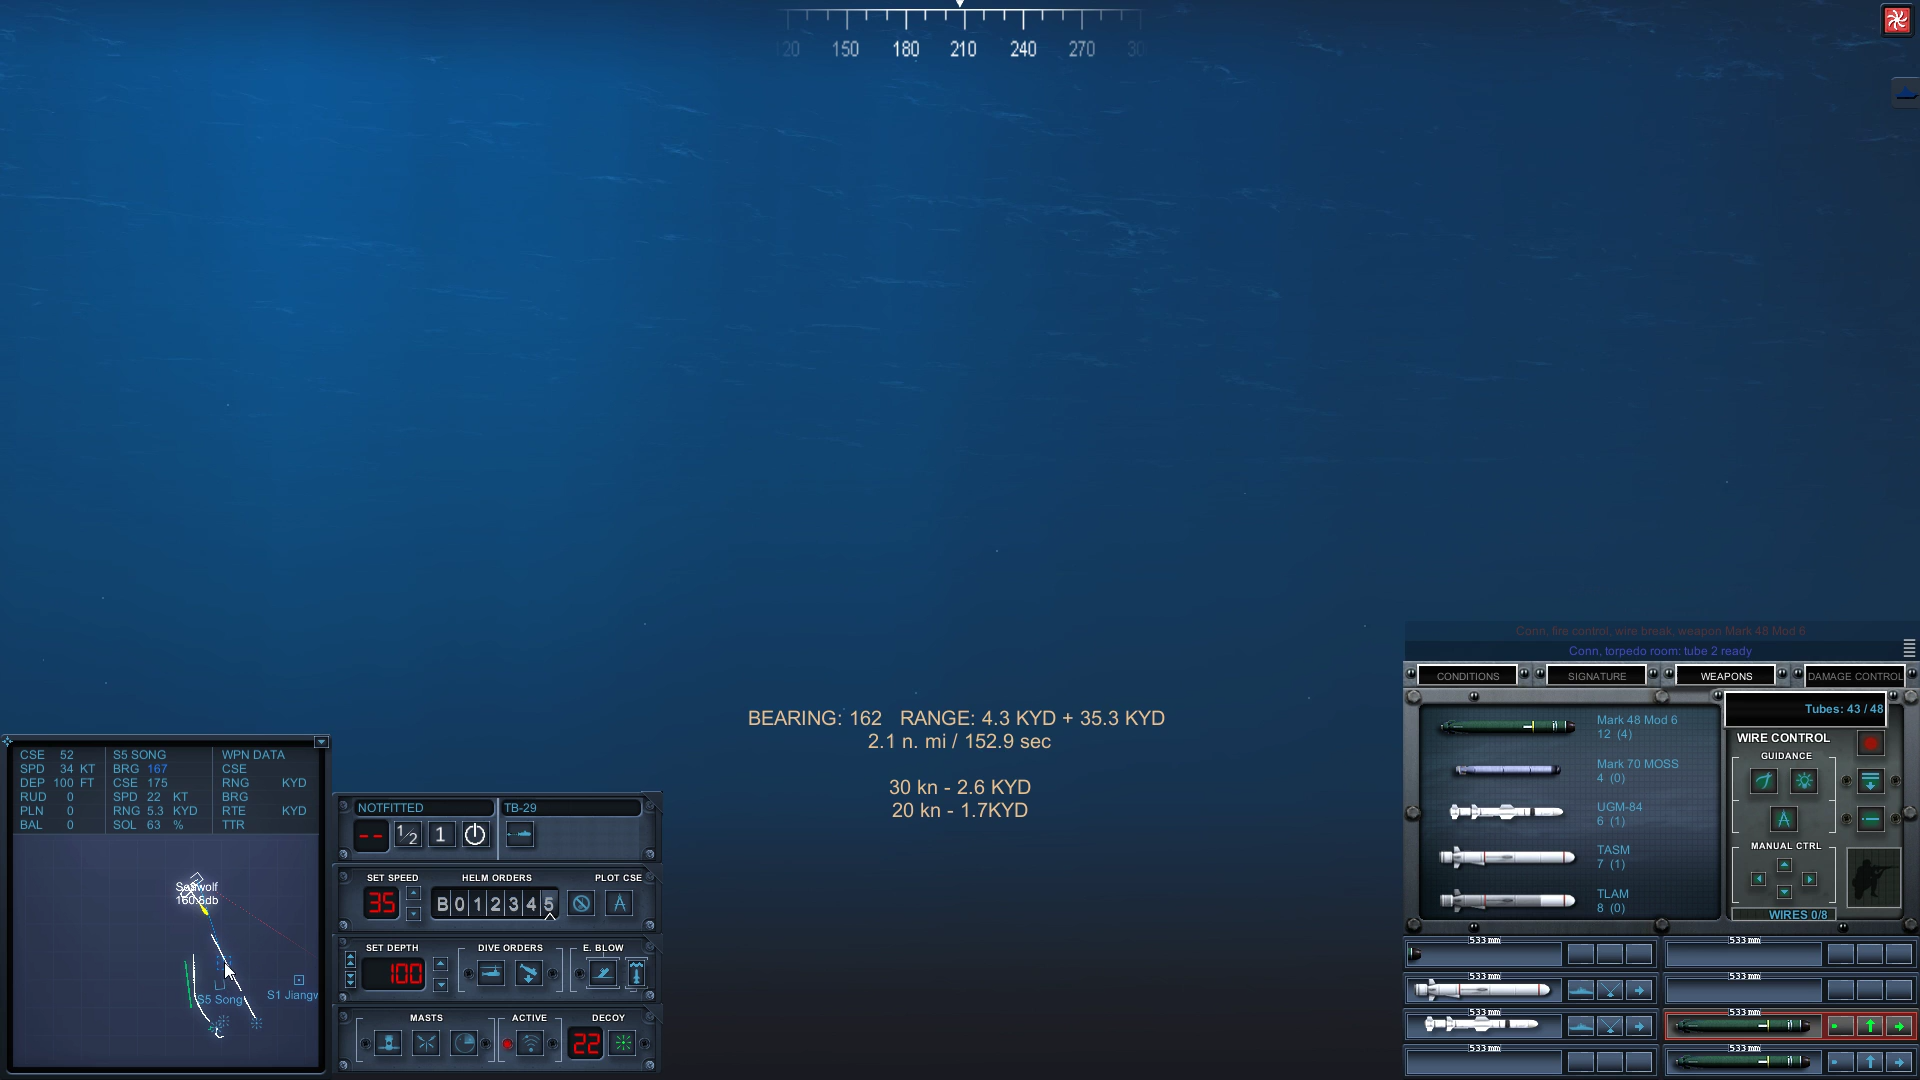 20 150 180 210 240 270 30
BEARING: 162 RANGE: 4.3 KYD + 35.3 KYD
2.1 n. mi / 152.9 sec
30 kn - 2.6 KYD
20 kn - 1.7KYD
CSE 52 S5 SONG WPN DATA
SPD 34 KT BRG 167 CSE
DEP 100 FT CSE 175 RNG KYD
RUD 0 SPD 22 KT BRG
PLN 0 RNG 5.3 KYD RTE KYD
BAL 0 SOL 63 % TTR
Seawolf
160.5db
S5 Song
S1 Jiangw
NOTFITTED TB-29
-- 1/2 1
SET SPEED HELM ORDERS PLOT CSE
35 B 0 1 2 3 4 5
SET DEPTH DIVE ORDERS E. BLOW
100
MASTS ACTIVE DECOY
22
Conn, fire control, wire break, weapon Mark 48 Mod 6
Conn, torpedo room: tube 2 ready
CONDITIONS SIGNATURE WEAPONS DAMAGE CONTROL
Tubes: 43 / 48
Mark 48 Mod 6
12 (4)
Mark 70 MOSS
4 (0)
UGM-84
6 (1)
TASM
7 (1)
TLAM
8 (0)
WIRE CONTROL
GUIDANCE
MANUAL CTRL
WIRES 0/8
533 mm 533 mm
533 mm 533 mm
533 mm 533 mm
533 mm 533 mm